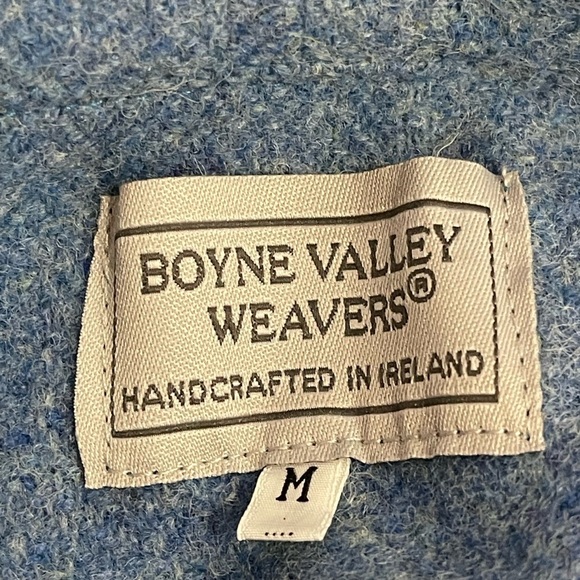 BOYNE VALLEY
WEAVERS®
HANDCRAFTED IN IRELAND
M